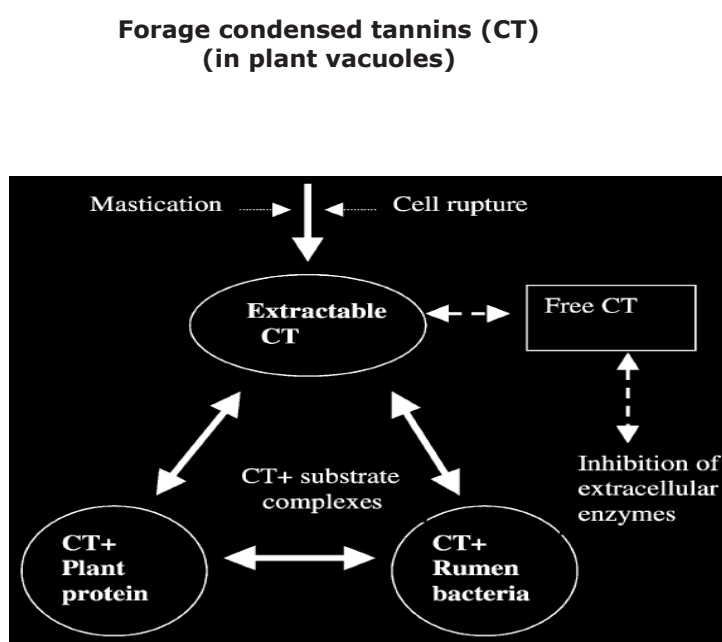 Forage condensed tannins (CT)
(in plant vacuoles)
Mastication
Cell rupture
Extractable
CT
Free CT
CT+ substrate
complexes
Inhibition of
extracellular
enzymes
CT+
Plant
protein
CT+
Rumen
bacteria